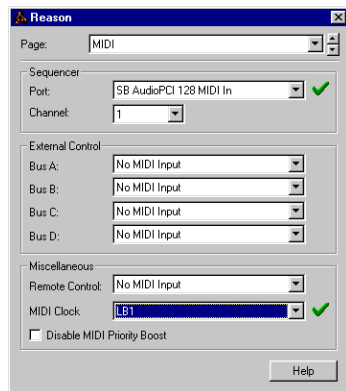 Reason
Page: MIDI
Sequencer
Port: SB AudioPCI 128 MIDI In
Channel: 1
External Control
Bus A: No MIDI Input
Bus B: No MIDI Input
Bus C: No MIDI Input
Bus D: No MIDI Input
Miscellaneous
Remote Control: No MIDI Input
MIDI Clock LB1
Disable MIDI Priority Boost
Help